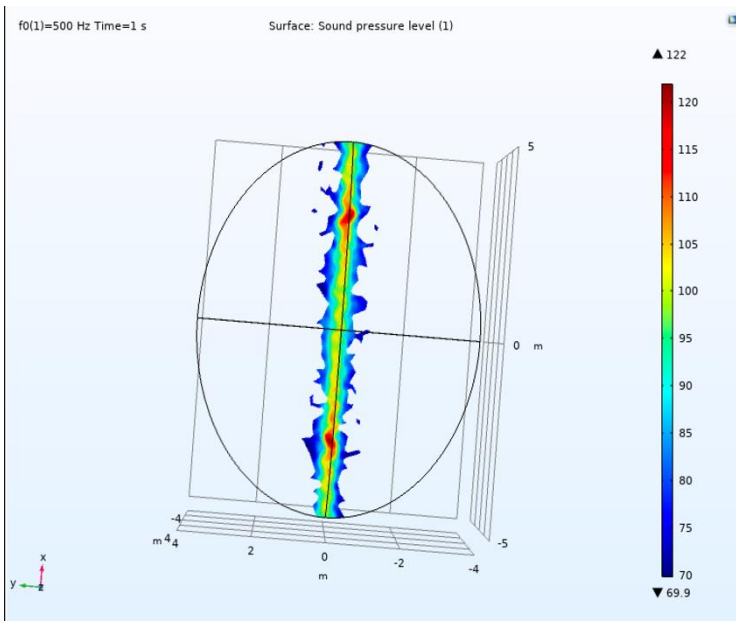 f0(1)=500 Hz Time=1 s
Surface: Sound pressure level (1)
▲ 122
120
115
110
105
100
95
90
85
80
75
70
▼ 69.9
5
0 m
-5
-4
m 4 4
2
0
-2
-4
m
x
y
z